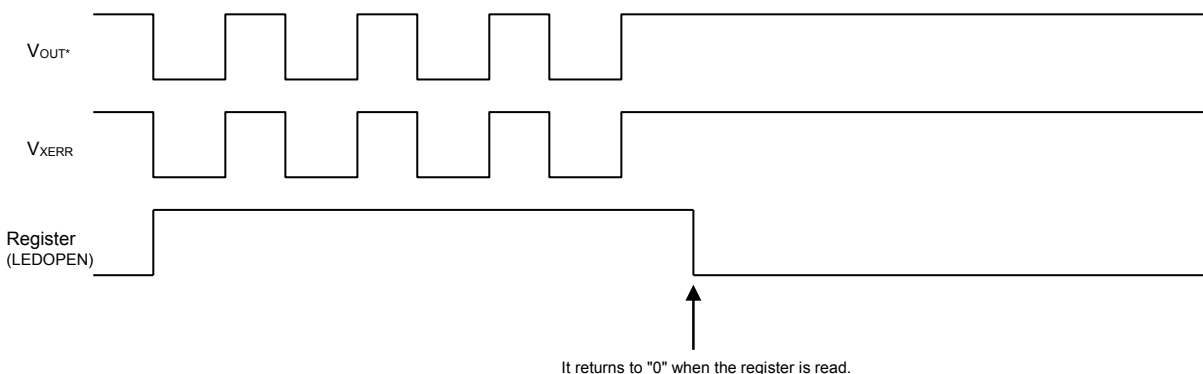 VOUT*
VXERR
Register
(LEDOPEN)
It returns to "0" when the register is read.